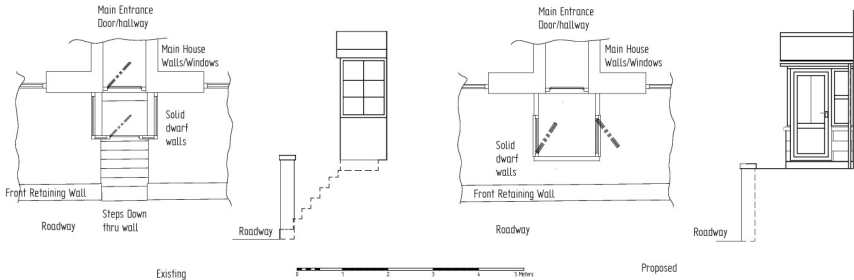 Main Entrance
Door/hallway
Main House
Walls/Windows
Solid
dwarf
walls
Front Retaining Wall
Steps Down
thru wall
Roadway
Roadway
Existing
Main Entrance
Door/hallway
Main House
Walls/Windows
Solid
dwarf
walls
Front Retaining Wall
Roadway
Roadway
Proposed
0 1 2 3 4 5 Meters